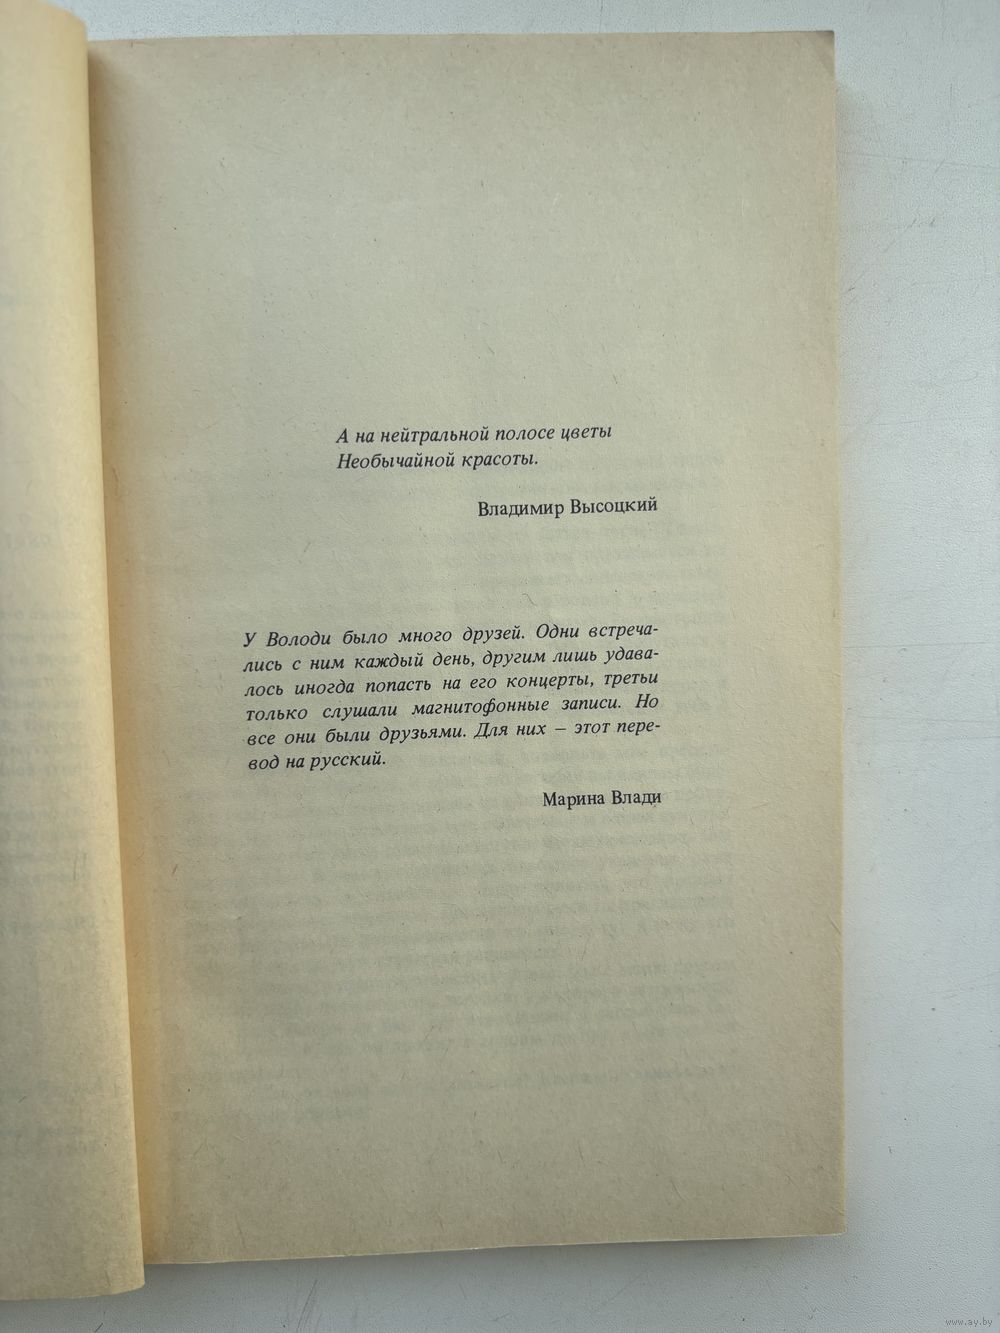 А на нейтральной полосе цветы
Необычайной красоты.
Владимир Высоцкий
У Володи было много друзей. Одни встреча-
лись с ним каждый день, другим лишь удава-
лось иногда попасть на его концерты, третьи
только слушали магнитофонные записи. Но
все они были друзьями. Для них – этот пере-
вод на русский.
Марина Влади
www.ay.by